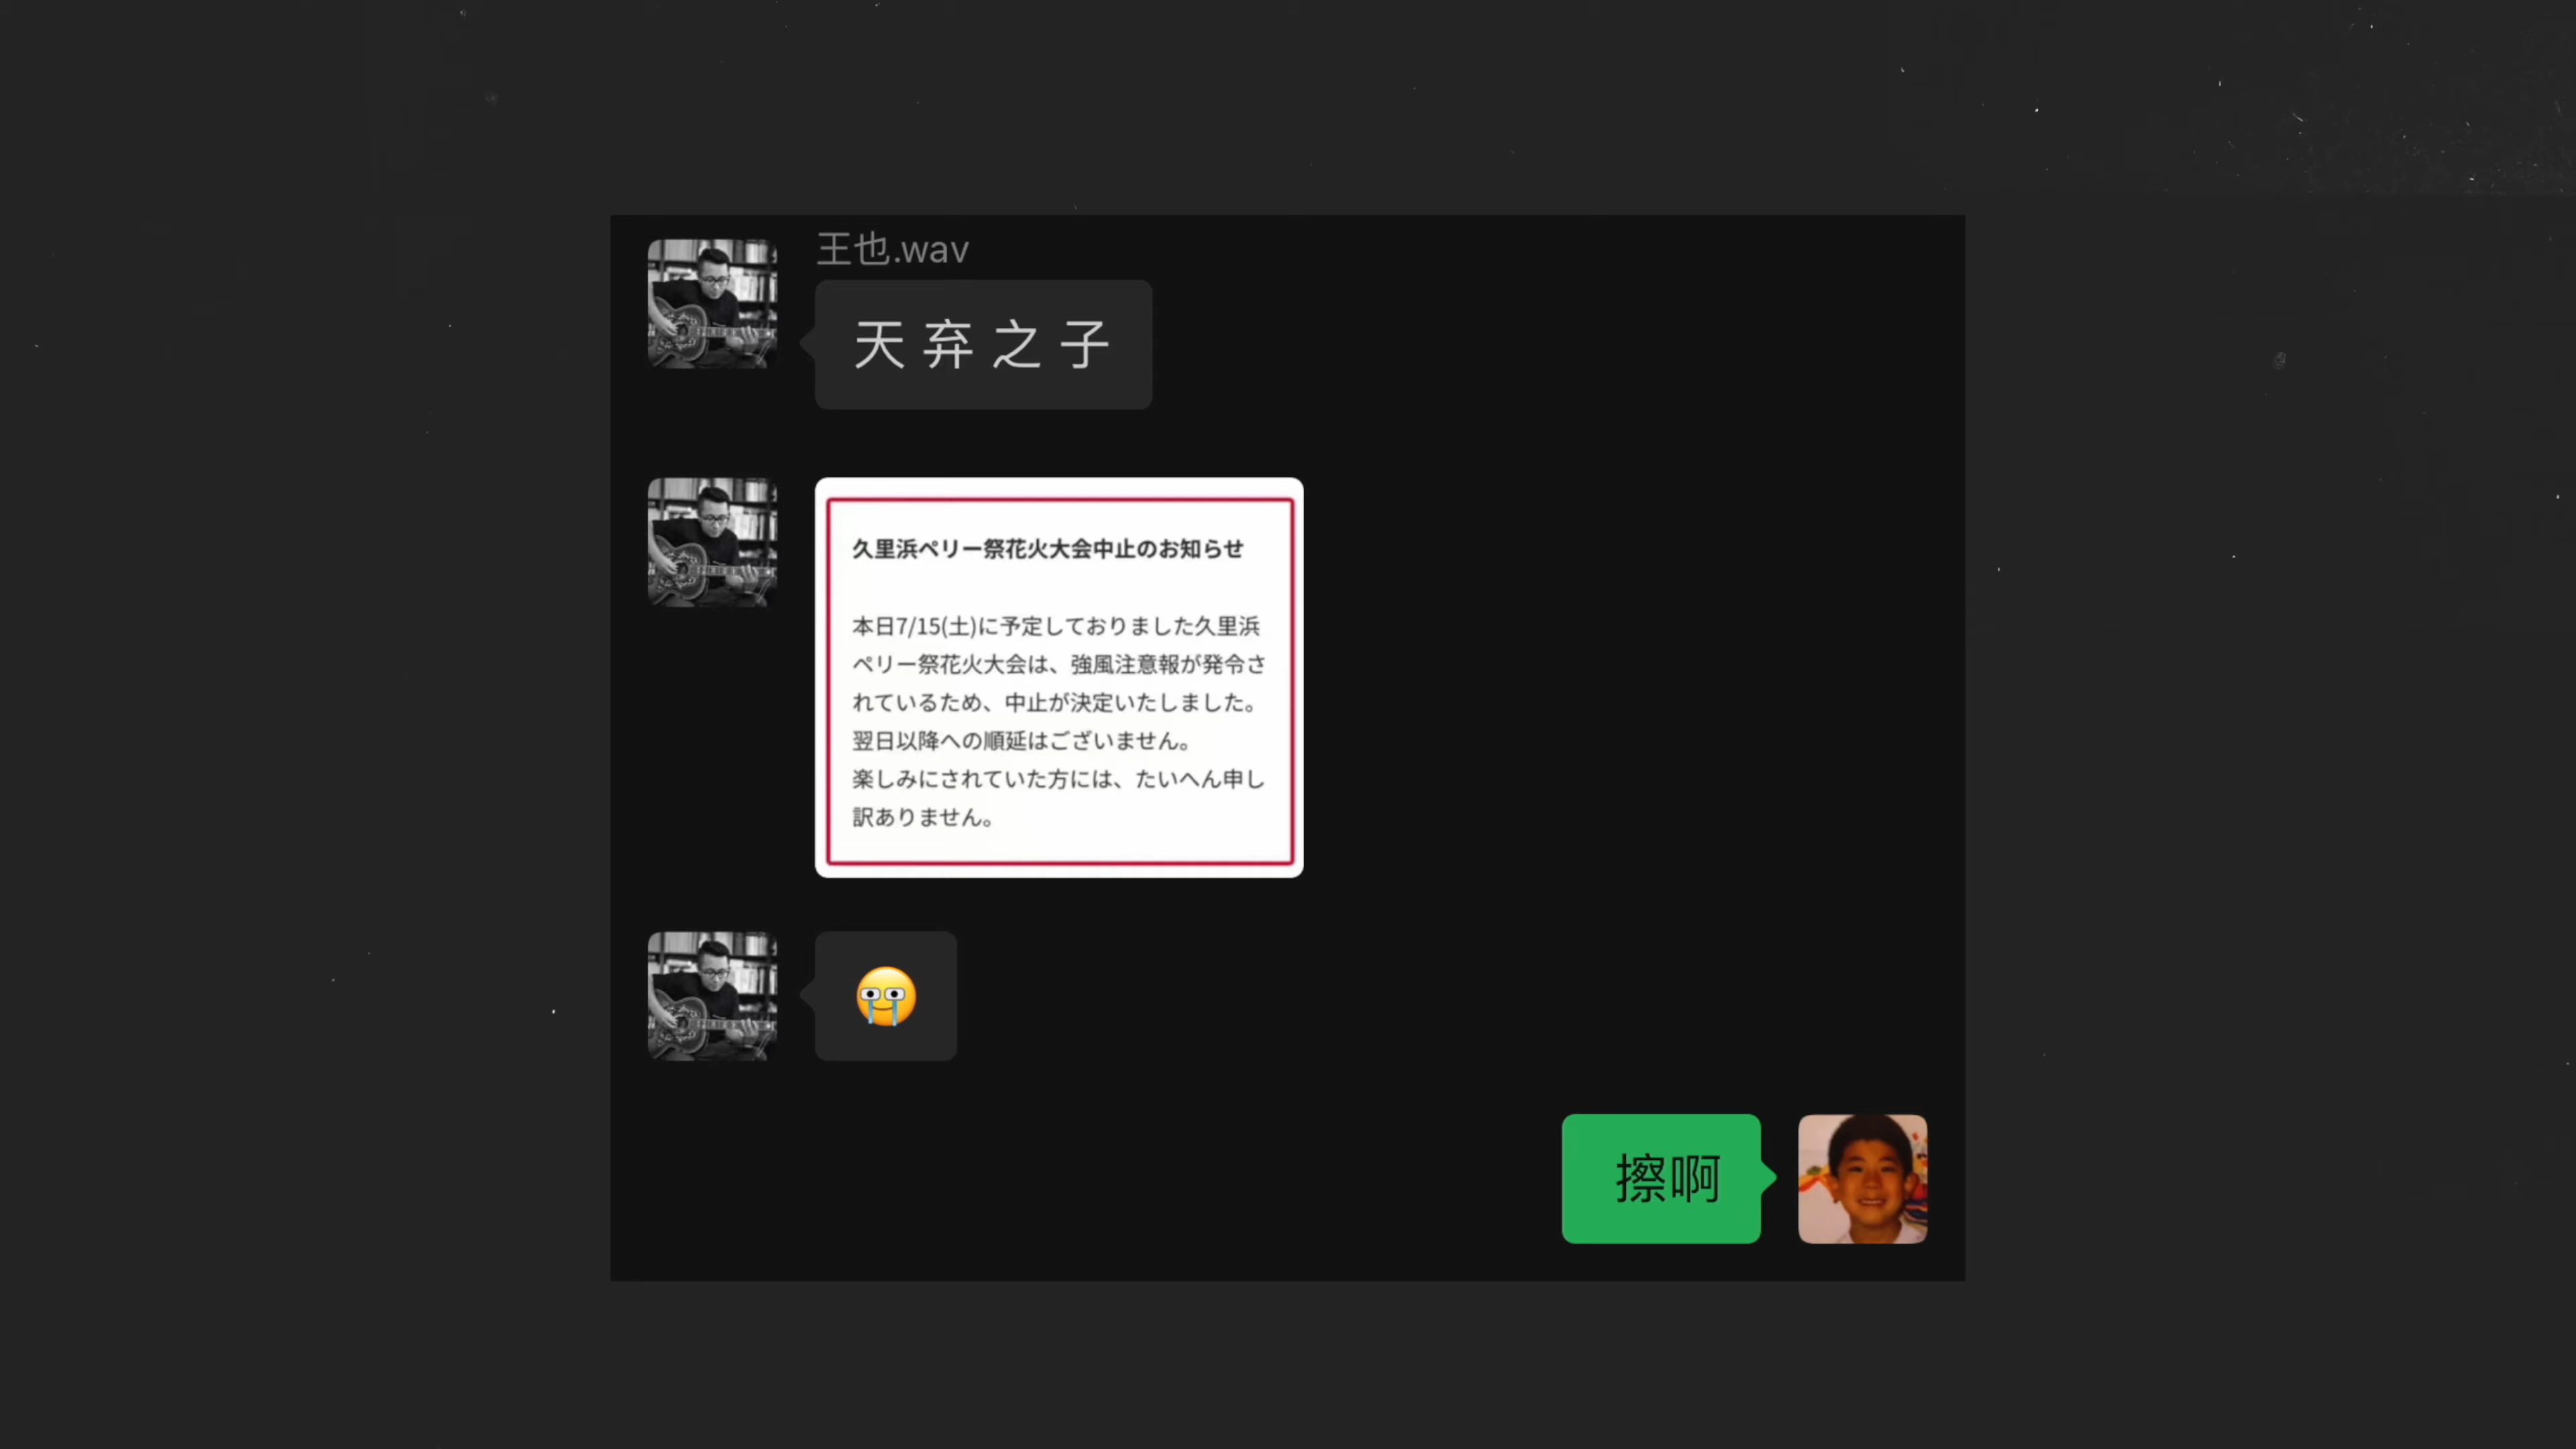 王也.wav
天 弃 之 子
久里浜ペリー祭花火大会中止のお知らせ
本日7/15(土)に予定しておりました久里浜
ペリー祭花火大会は、強風注意報が発令さ
れているため、中止が決定いたしました。
翌日以降への順延はございません。
楽しみにされていた方には、たいへん申し
訳ありません。
擦啊